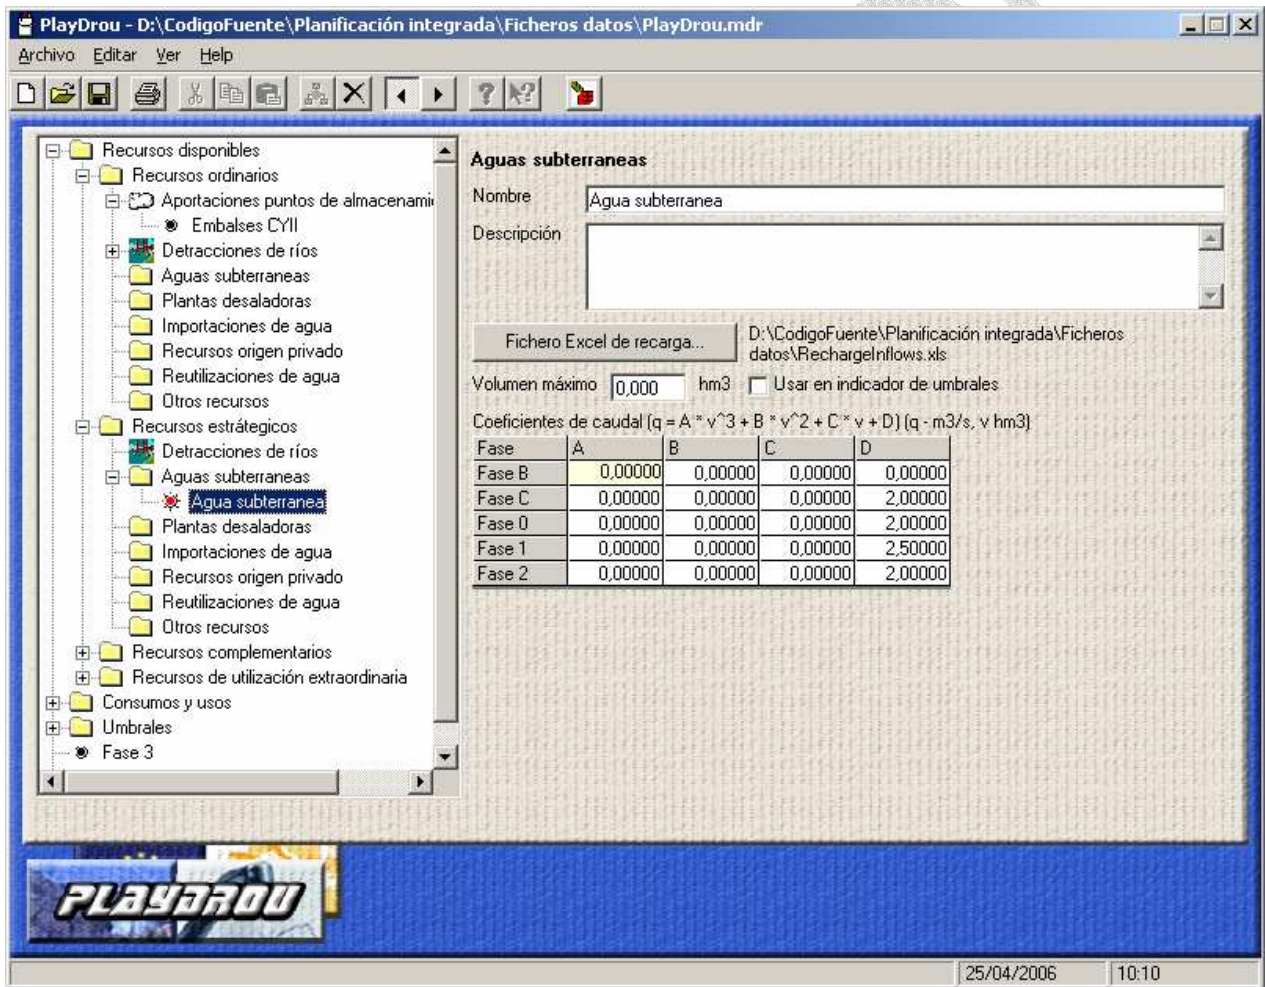 PlayDrou - D:\CodigoFuente\Planificación integrada\Ficheros datos\PlayDrou.mdr
Archivo Editar Ver Help
Recursos disponibles
Recursos ordinarios
Aportaciones puntos de almacenami
Embalses CYII
Detracciones de ríos
Aguas subterraneas
Plantas desaladoras
Importaciones de agua
Recursos origen privado
Reutilizaciones de agua
Otros recursos
Recursos estrátegicos
Detracciones de ríos
Aguas subterraneas
Agua subterranea
Plantas desaladoras
Importaciones de agua
Recursos origen privado
Reutilizaciones de agua
Otros recursos
Recursos complementarios
Recursos de utilización extraordinaria
Consumos y usos
Umbrales
Fase 3
Aguas subterraneas
Nombre Agua subterranea
Descripción
Fichero Excel de recarga... D:\CodigoFuente\Planificación integrada\Ficheros
datos\RechargeInflows.xls
Volumen máximo 0,000 hm3 Usar en indicador de umbrales
Coeficientes de caudal (q = A * v^3 + B * v^2 + C * v + D) (q - m3/s, v hm3)
Fase A B C D
Fase B 0,00000 0,00000 0,00000 0,00000
Fase C 0,00000 0,00000 0,00000 2,00000
Fase 0 0,00000 0,00000 0,00000 2,00000
Fase 1 0,00000 0,00000 0,00000 2,50000
Fase 2 0,00000 0,00000 0,00000 2,00000
PLAYDROU
25/04/2006 10:10